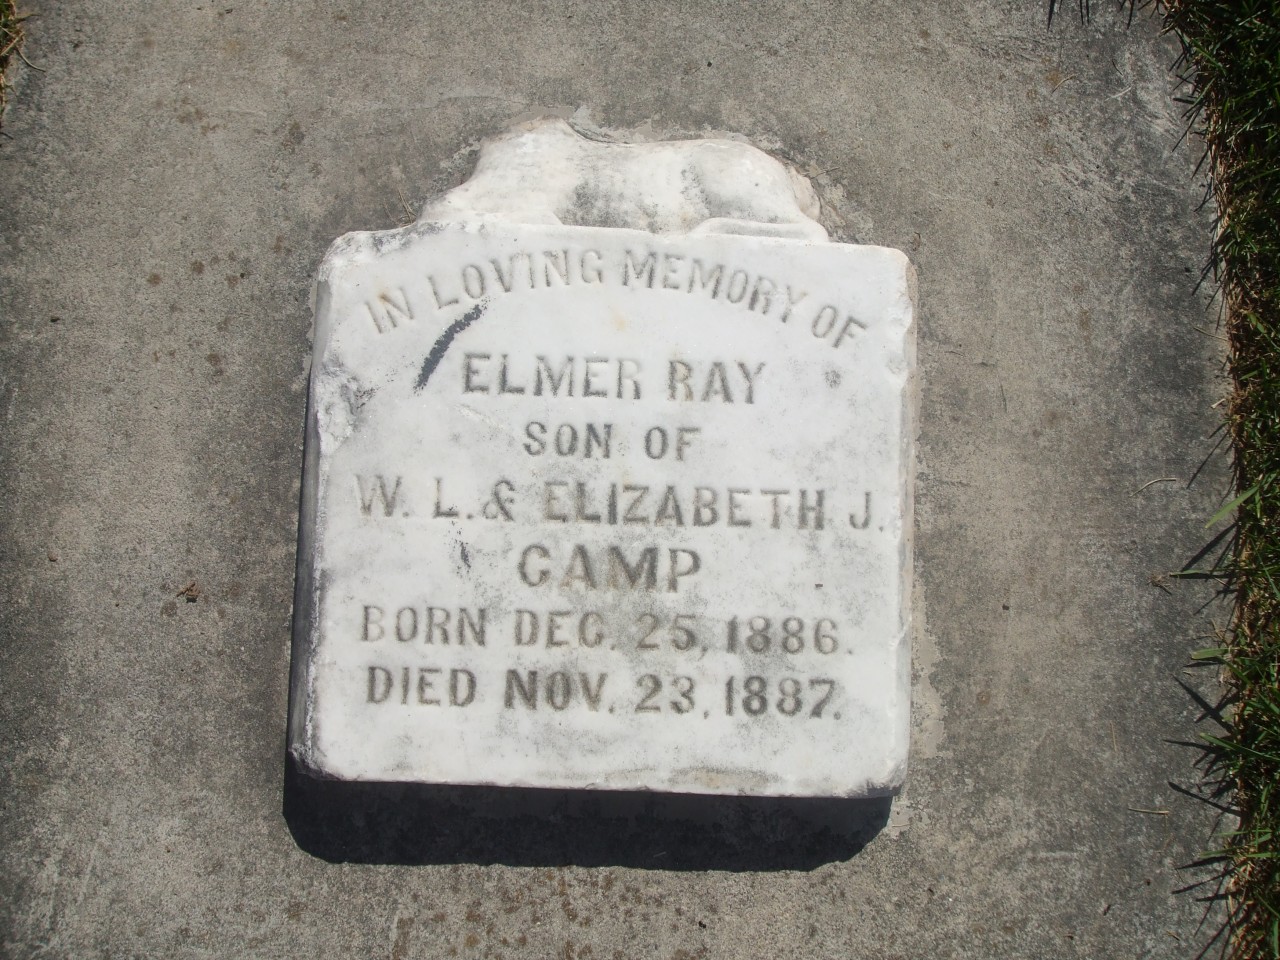 IN LOVING MEMORY OF
ELMER RAY
SON OF
W. L. & ELIZABETH J.
CAMP
BORN DEC. 25, 1886.
DIED NOV. 23, 1887.